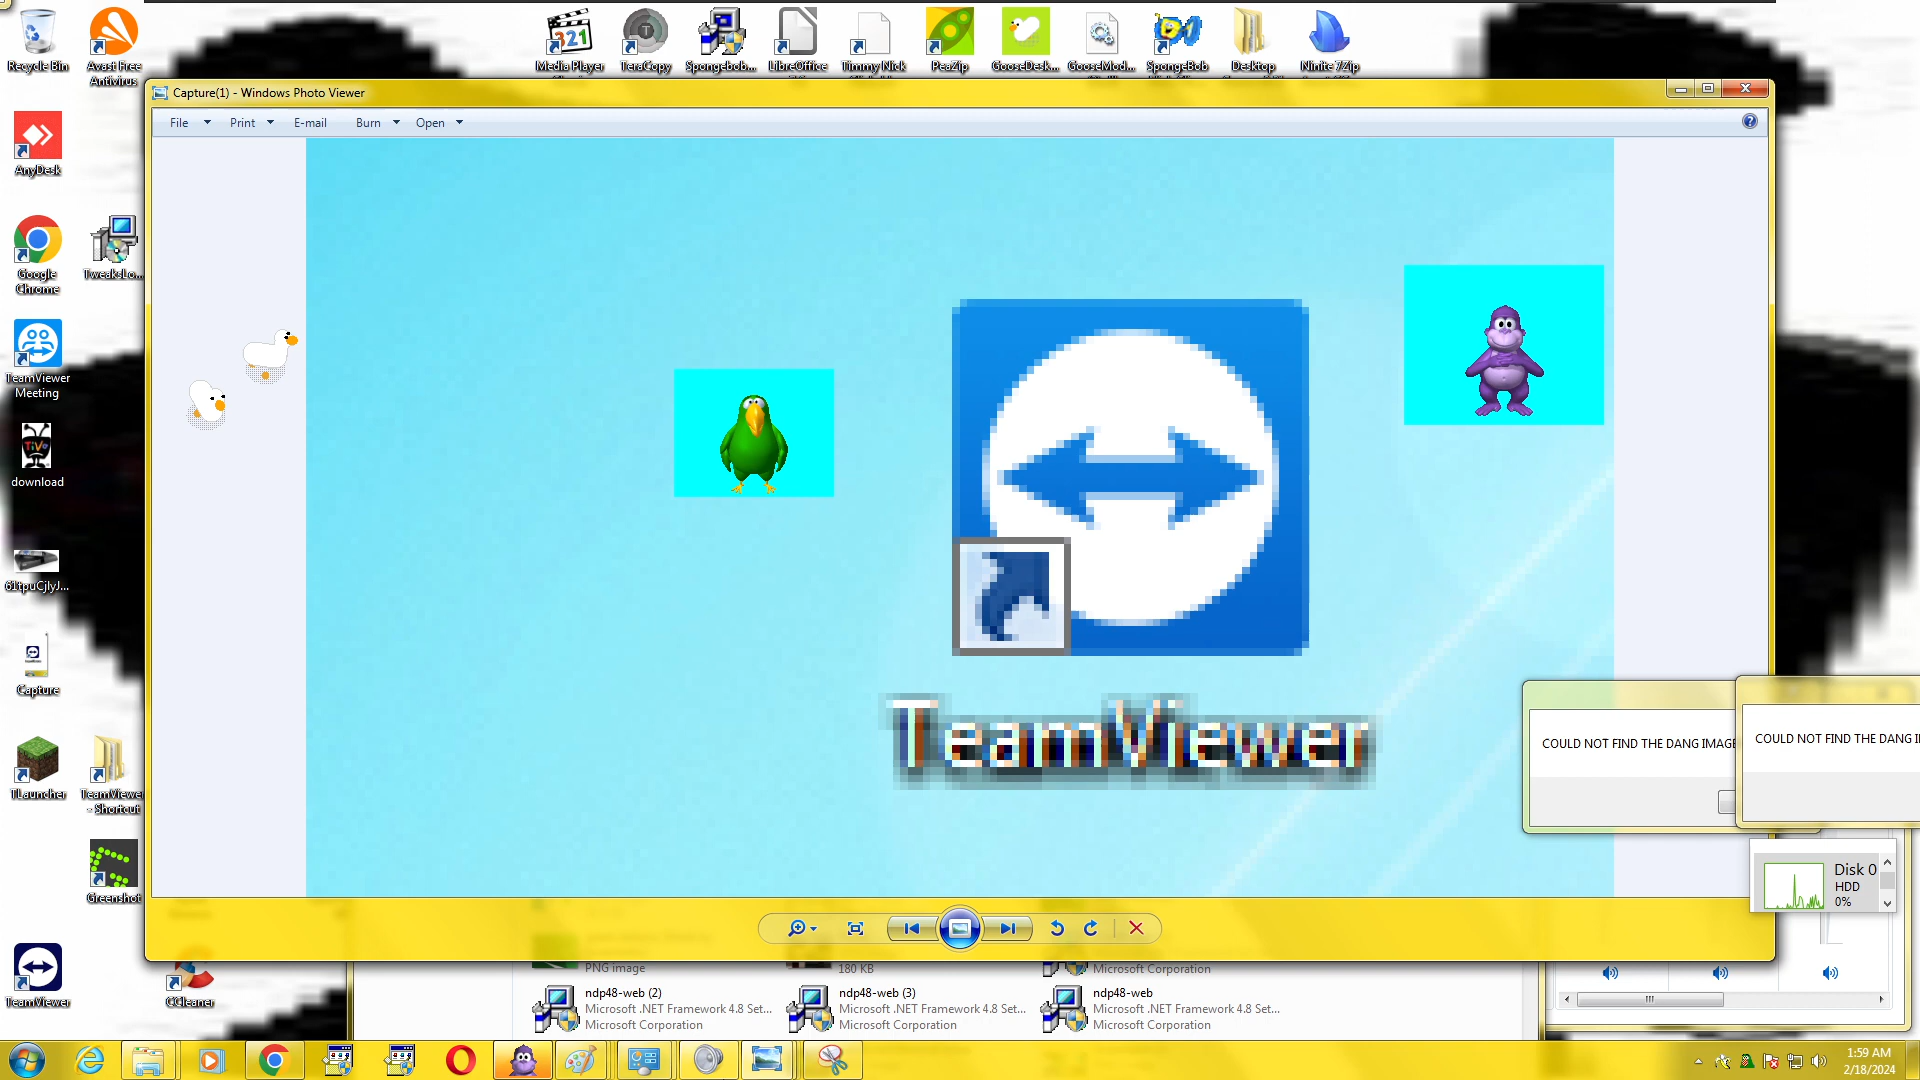 Recycle Bin
Avast Free
Antivirus
321
Media Player
TeraCopy
Spongebob...
LibreOffice
Timmy Nick
PeaZip
GooseDesk...
GooseMod...
SpongeBob
Desktop
Ninite 7Zip
Capture(1) - Windows Photo Viewer
File
Print
E-mail
Burn
Open
AnyDesk
Google
Chrome
TweaksLo...
TeamViewer
Meeting
TiVo
download
61tpuCjlyJ...
Capture
TLauncher
TeamViewer
- Shortcut
Greenshot
TeamViewer
CCleaner
TeamViewer
COULD NOT FIND THE DANG IMAGE
COULD NOT FIND THE DANG I
Disk 0
HDD
0%
PNG image
180 KB
Microsoft Corporation
ndp48-web (2)
Microsoft .NET Framework 4.8 Set...
Microsoft Corporation
ndp48-web (3)
Microsoft .NET Framework 4.8 Set...
Microsoft Corporation
ndp48-web
Microsoft .NET Framework 4.8 Set...
Microsoft Corporation
1:59 AM
2/18/2024